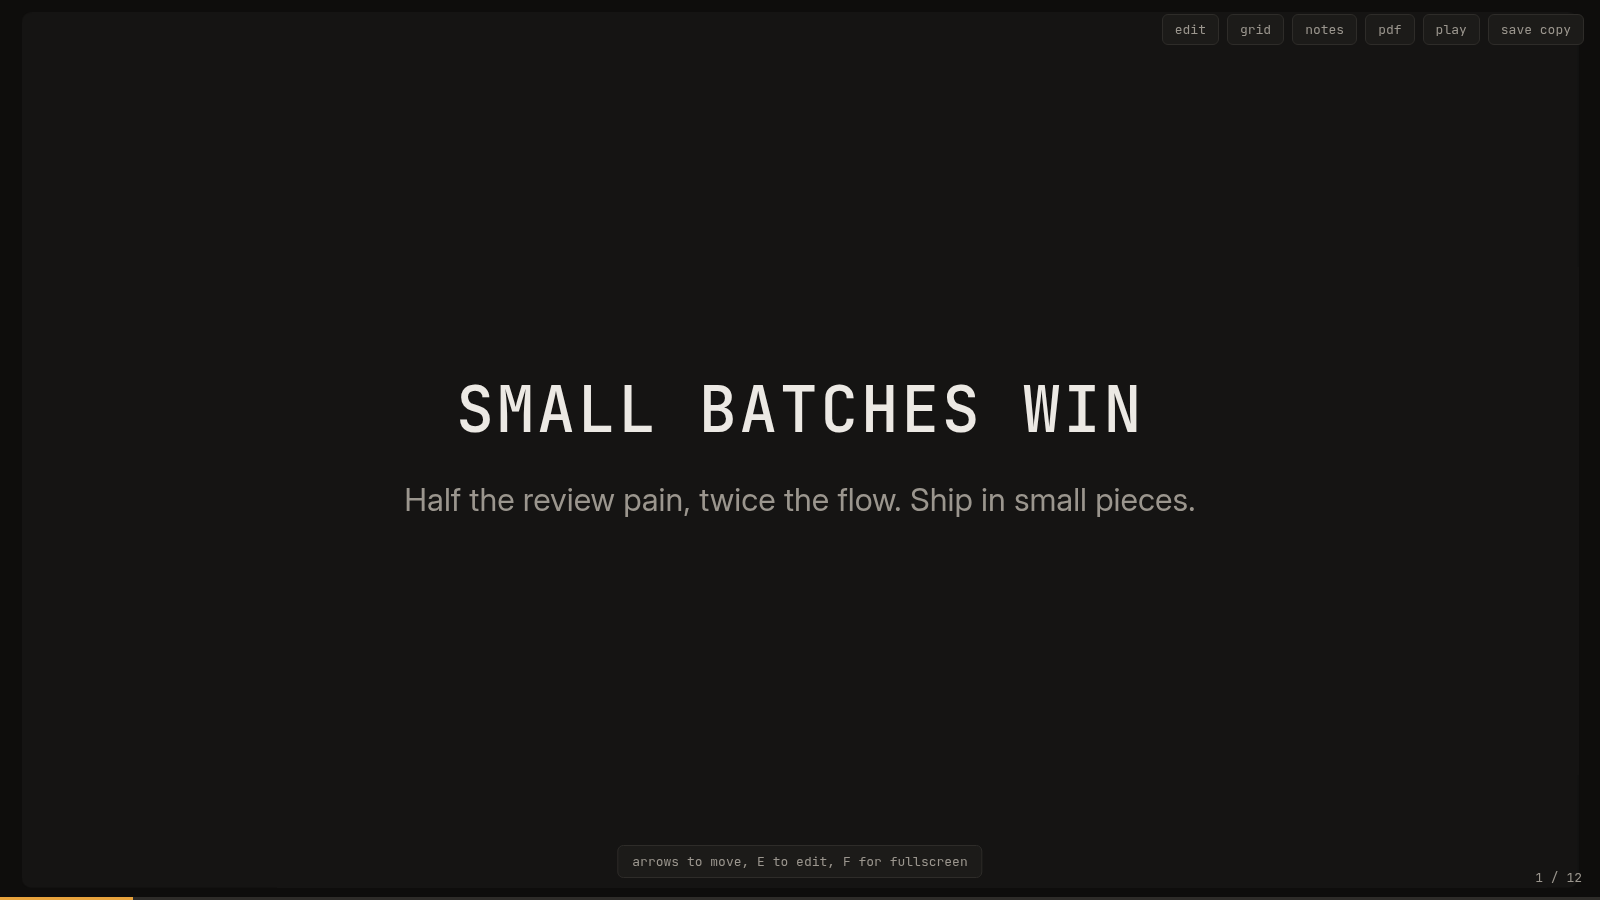 edit grid notes pdf play save copy
SMALL BATCHES WIN
Half the review pain, twice the flow. Ship in small pieces.
arrows to move, E to edit, F for fullscreen
1 / 12